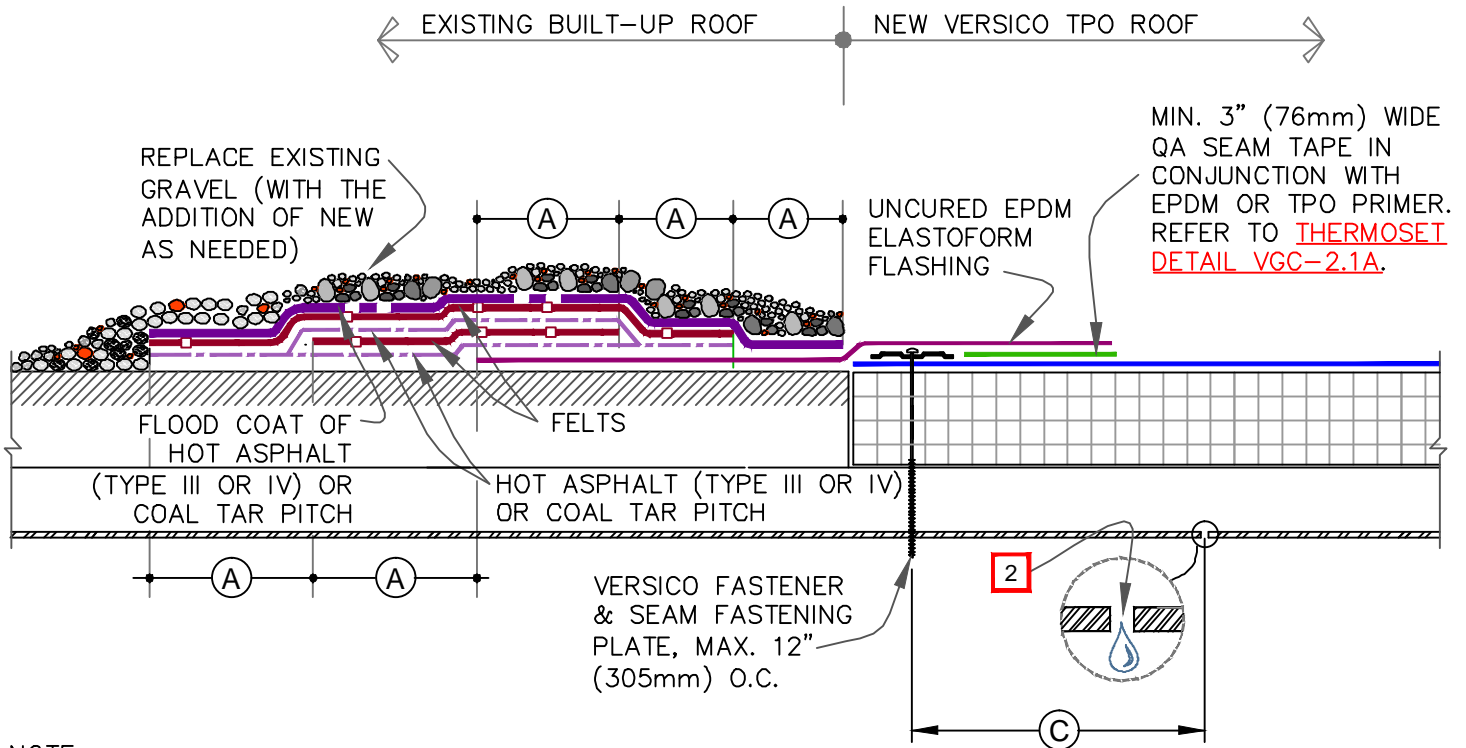 EXISTING BUILT-UP ROOF
NEW VERSICO TPO ROOF
REPLACE EXISTING
GRAVEL (WITH THE
ADDITION OF NEW
AS NEEDED)
A
A
A
UNCURED EPDM
ELASTOFORM
FLASHING
MIN. 3" (76mm) WIDE
QA SEAM TAPE IN
CONJUNCTION WITH
EPDM OR TPO PRIMER.
REFER TO THERMOSET
DETAIL VGC-2.1A.
FLOOD COAT OF
HOT ASPHALT
(TYPE III OR IV) OR
COAL TAR PITCH
FELTS
HOT ASPHALT (TYPE III OR IV)
OR COAL TAR PITCH
A
A
VERSICO FASTENER
& SEAM FASTENING
PLATE, MAX. 12"
(305mm) O.C.
2
C
NOTE